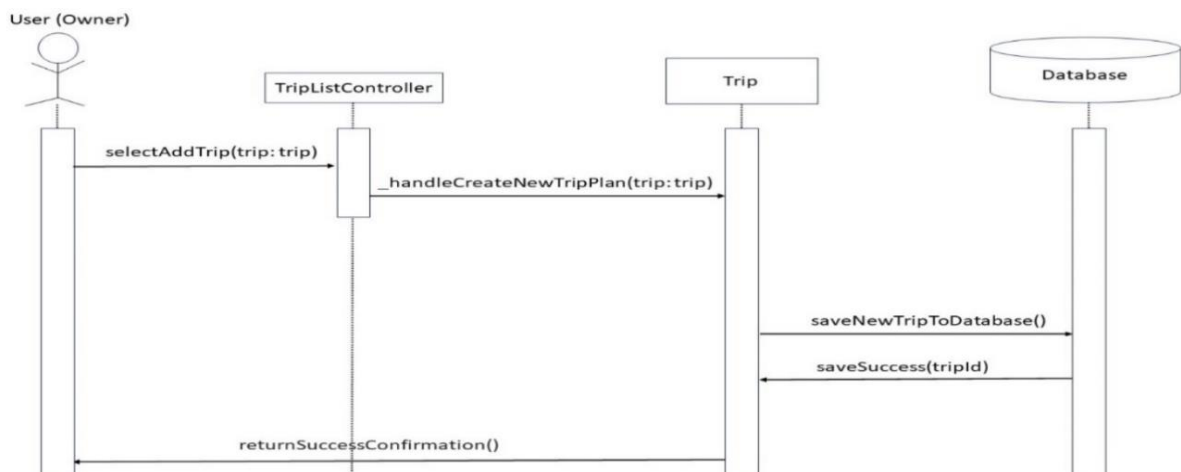 User (Owner)
TripListController
Trip
Database
selectAddTrip(trip: trip)
_handleCreateNewTripPlan(trip: trip)
saveNewTripToDatabase()
saveSuccess(tripId)
returnSuccessConfirmation()